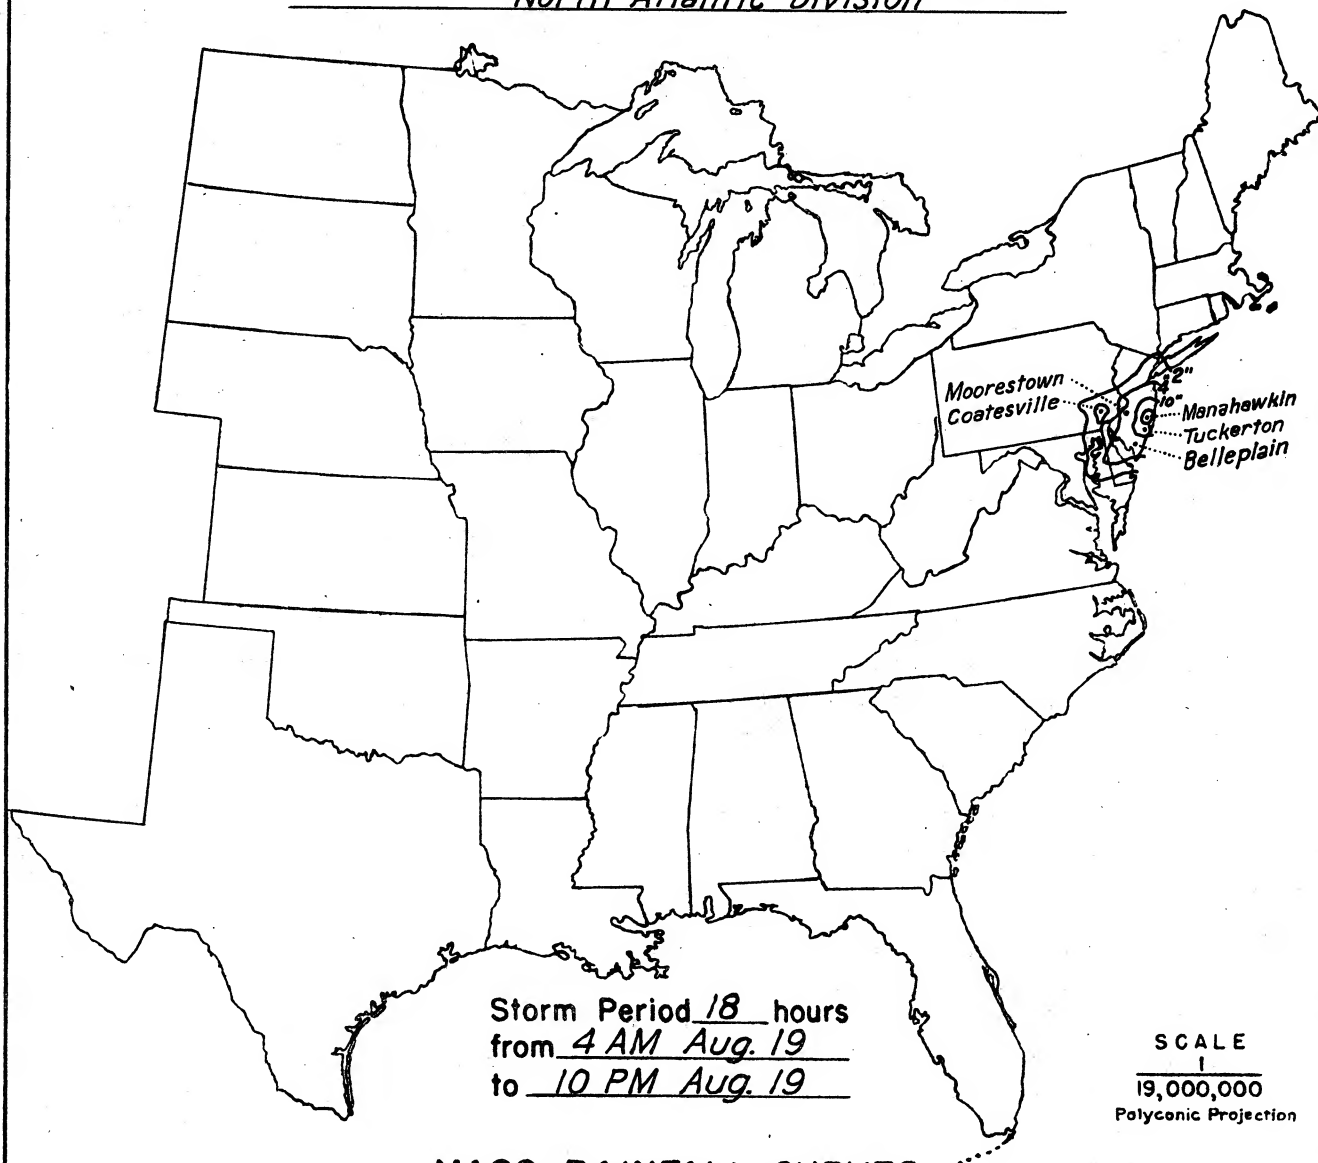 North Atlantic Division
2"
4
10"
Moorestown
Coatesville
Manahawkin
Tuckerton
Belleplain
Storm Period 18 hours
from 4 AM Aug. 19
to 10 PM Aug. 19
SCALE
1
19,000,000
Polyconic Projection
MASS RAINFALL CURVES